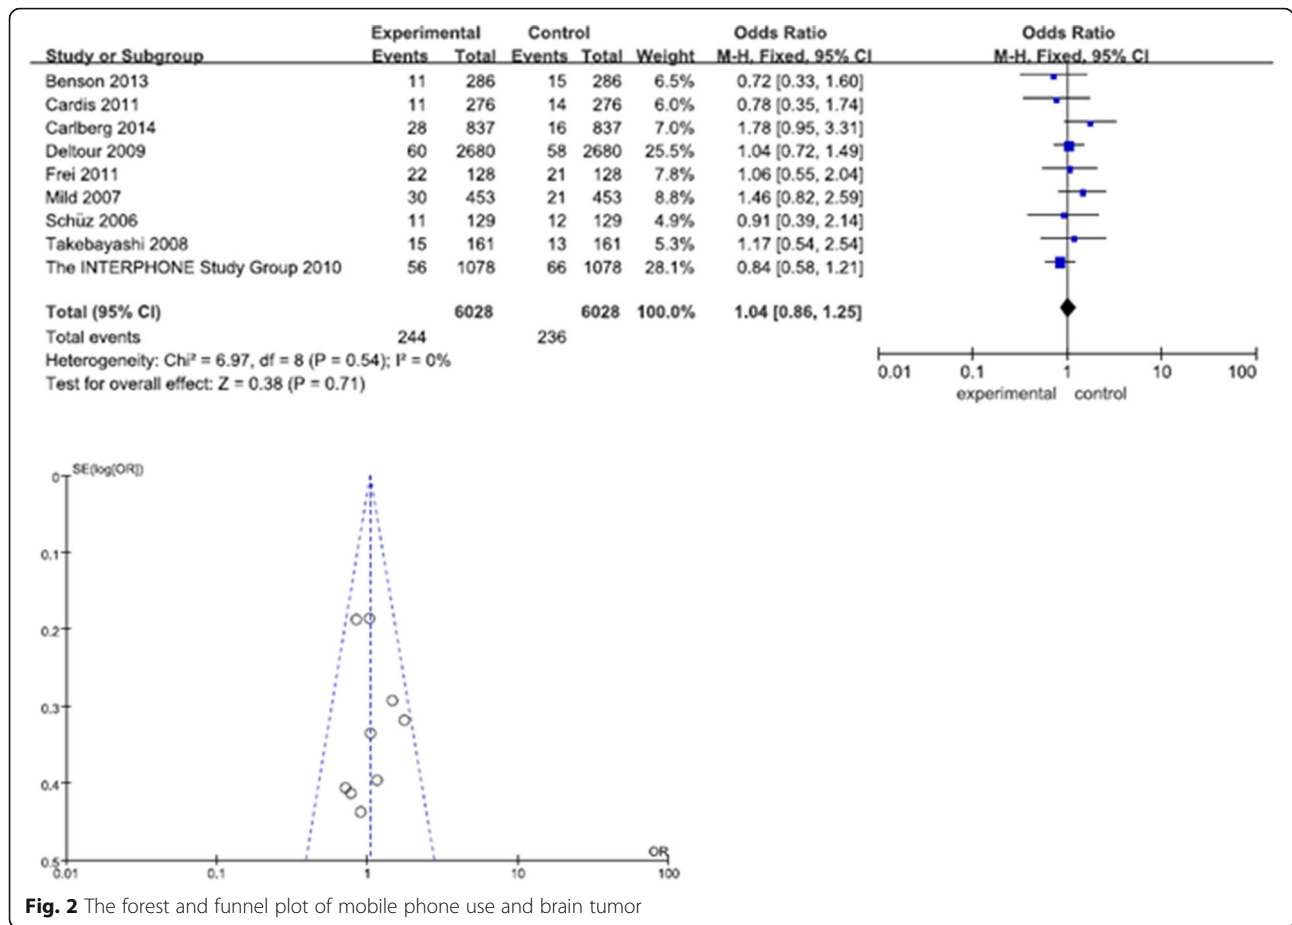 Experimental Control Odds Ratio Odds Ratio
Study or Subgroup Events Total Events Total Weight M-H, Fixed, 95% CI M-H, Fixed, 95% CI
Benson 2013 11 286 15 286 6.5% 0.72 [0.33, 1.60]
Cardis 2011 11 276 14 276 6.0% 0.78 [0.35, 1.74]
Carlberg 2014 28 837 16 837 7.0% 1.78 [0.95, 3.31]
Deltour 2009 60 2680 58 2680 25.5% 1.04 [0.72, 1.49]
Frei 2011 22 128 21 128 7.8% 1.06 [0.55, 2.04]
Mild 2007 30 453 21 453 8.8% 1.46 [0.82, 2.59]
Schüz 2006 11 129 12 129 4.9% 0.91 [0.39, 2.14]
Takebayashi 2008 15 161 13 161 5.3% 1.17 [0.54, 2.54]
The INTERPHONE Study Group 2010 56 1078 66 1078 28.1% 0.84 [0.58, 1.21]
Total (95% CI) 6028 6028 100.0% 1.04 [0.86, 1.25]
Total events 244 236
Heterogeneity: Chi² = 6.97, df = 8 (P = 0.54); I² = 0%
Test for overall effect: Z = 0.38 (P = 0.71)
0.01 0.1 1 10 100
experimental control
SE(log[OR])
0
0.1
0.2
0.3
0.4
0.5
OR
0.01 0.1 1 10 100
Fig. 2 The forest and funnel plot of mobile phone use and brain tumor